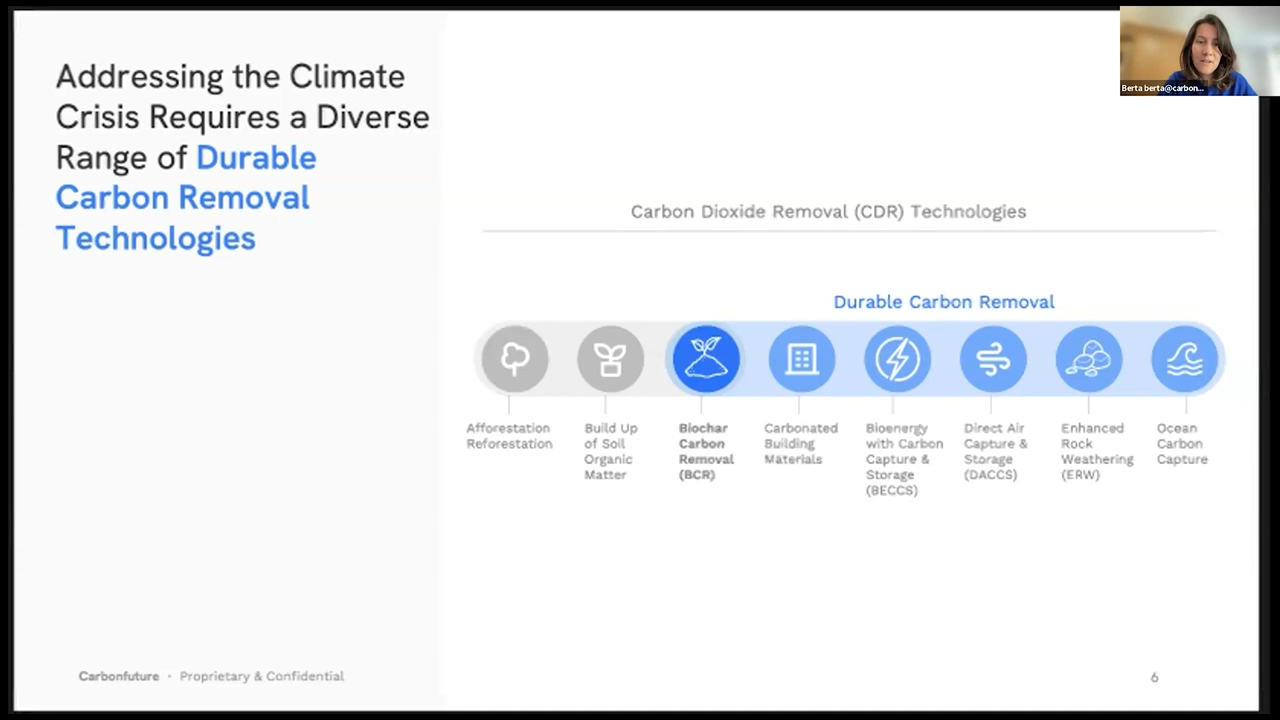 Addressing the Climate
Crisis Requires a Diverse
Range of Durable
Carbon Removal
Technologies
Berta berta@carbon...
Carbon Dioxide Removal (CDR) Technologies
Durable Carbon Removal
Afforestation
Reforestation
Build Up
of Soil
Organic
Matter
Biochar
Carbon
Removal
(BCR)
Carbonated
Building
Materials
Bioenergy
with Carbon
Capture &
Storage
(BECCS)
Direct Air
Capture &
Storage
(DACCS)
Enhanced
Rock
Weathering
(ERW)
Ocean
Carbon
Capture
Carbonfuture · Proprietary & Confidential
6